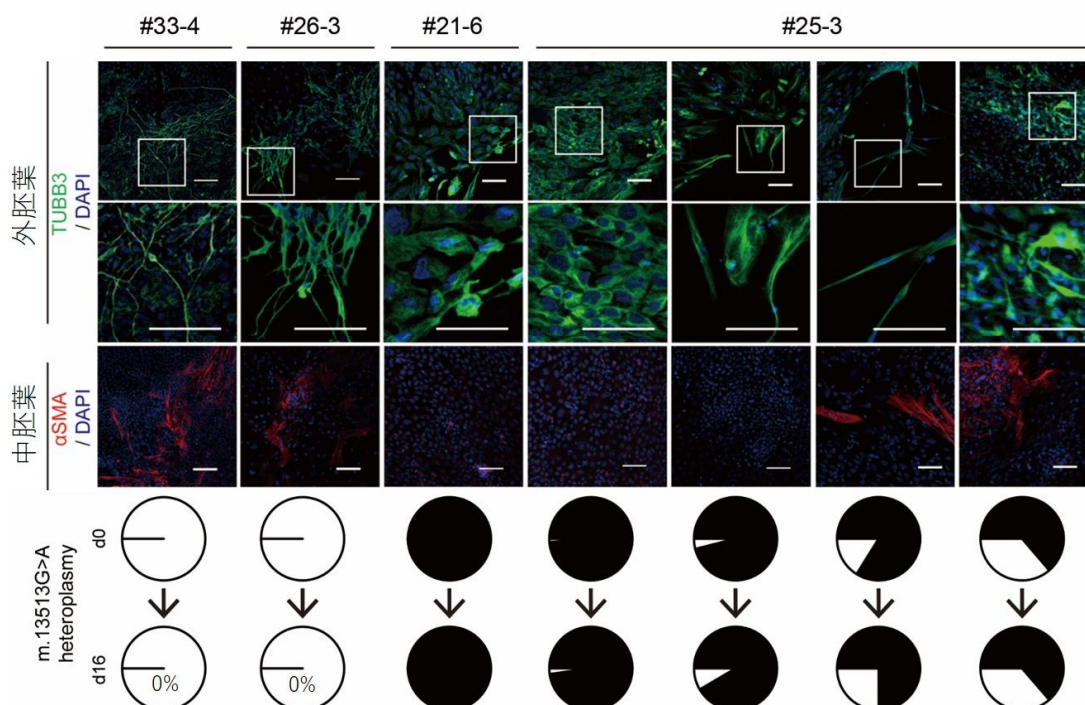 #33-4 #26-3 #21-6 #25-3
外胚葉
TUBB3
/ DAPI
中胚葉
αSMA
/ DAPI
m.13513G>A
heteroplasmy
d0
d16
0% 0%